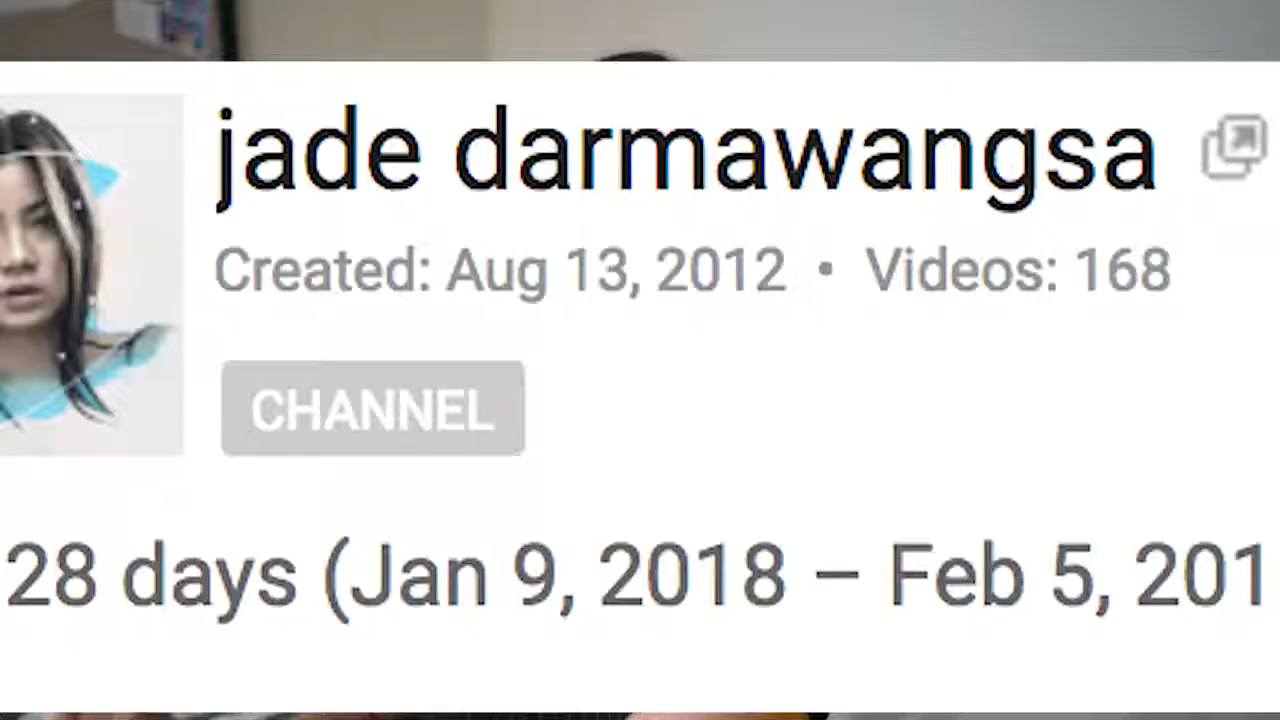 jade darmawangsa
Created: Aug 13, 2012 • Videos: 168
CHANNEL
28 days (Jan 9, 2018 – Feb 5, 201